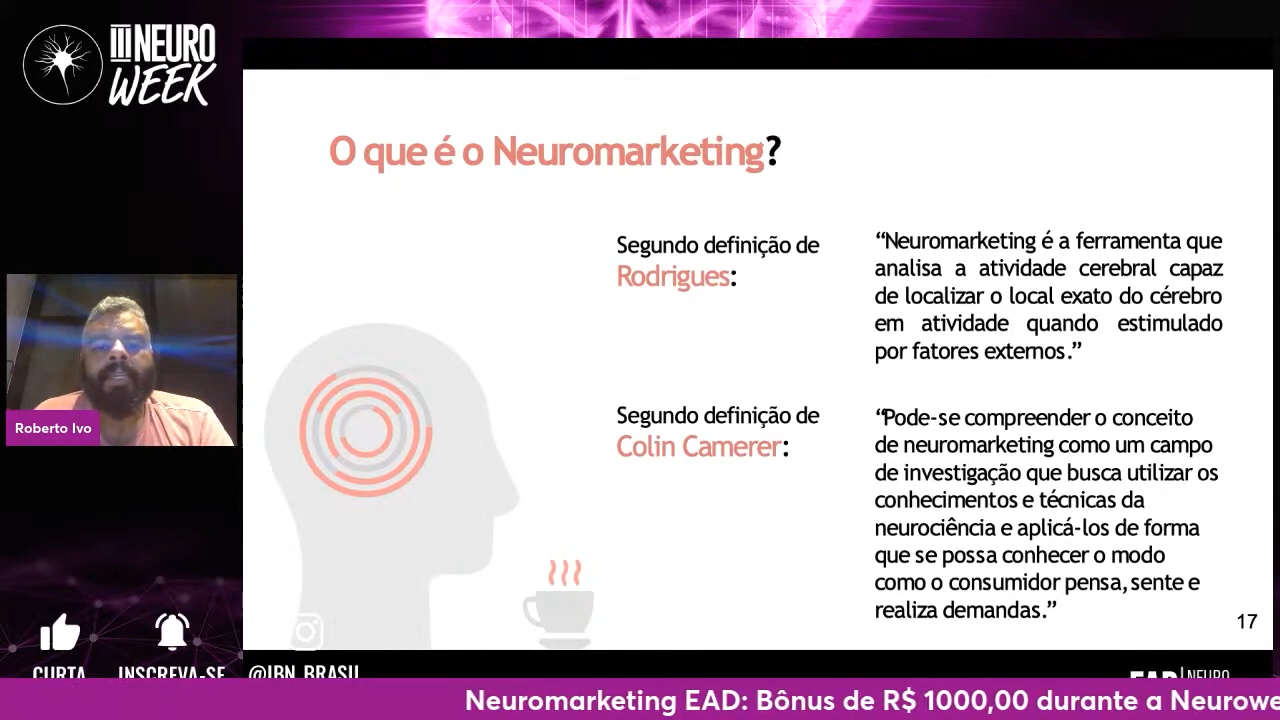 III NEURO
WEEK
O que é o Neuromarketing?
Segundo definição de
Rodrigues:
“Neuromarketing é a ferramenta que
analisa a atividade cerebral capaz
de localizar o local exato do cérebro
em atividade quando estimulado
por fatores externos.”
Segundo definição de
Colin Camerer:
“Pode-se compreender o conceito
de neuromarketing como um campo
de investigação que busca utilizar os
conhecimentos e técnicas da
neurociência e aplicá-los de forma
que se possa conhecer o modo
como o consumidor pensa, sente e
realiza demandas.”
17
Roberto Ivo
CURTA
INSCREVA-SE
@IBN_BRASIL
EAD NEURO
Neuromarketing EAD: Bônus de R$ 1000,00 durante a Neurowe